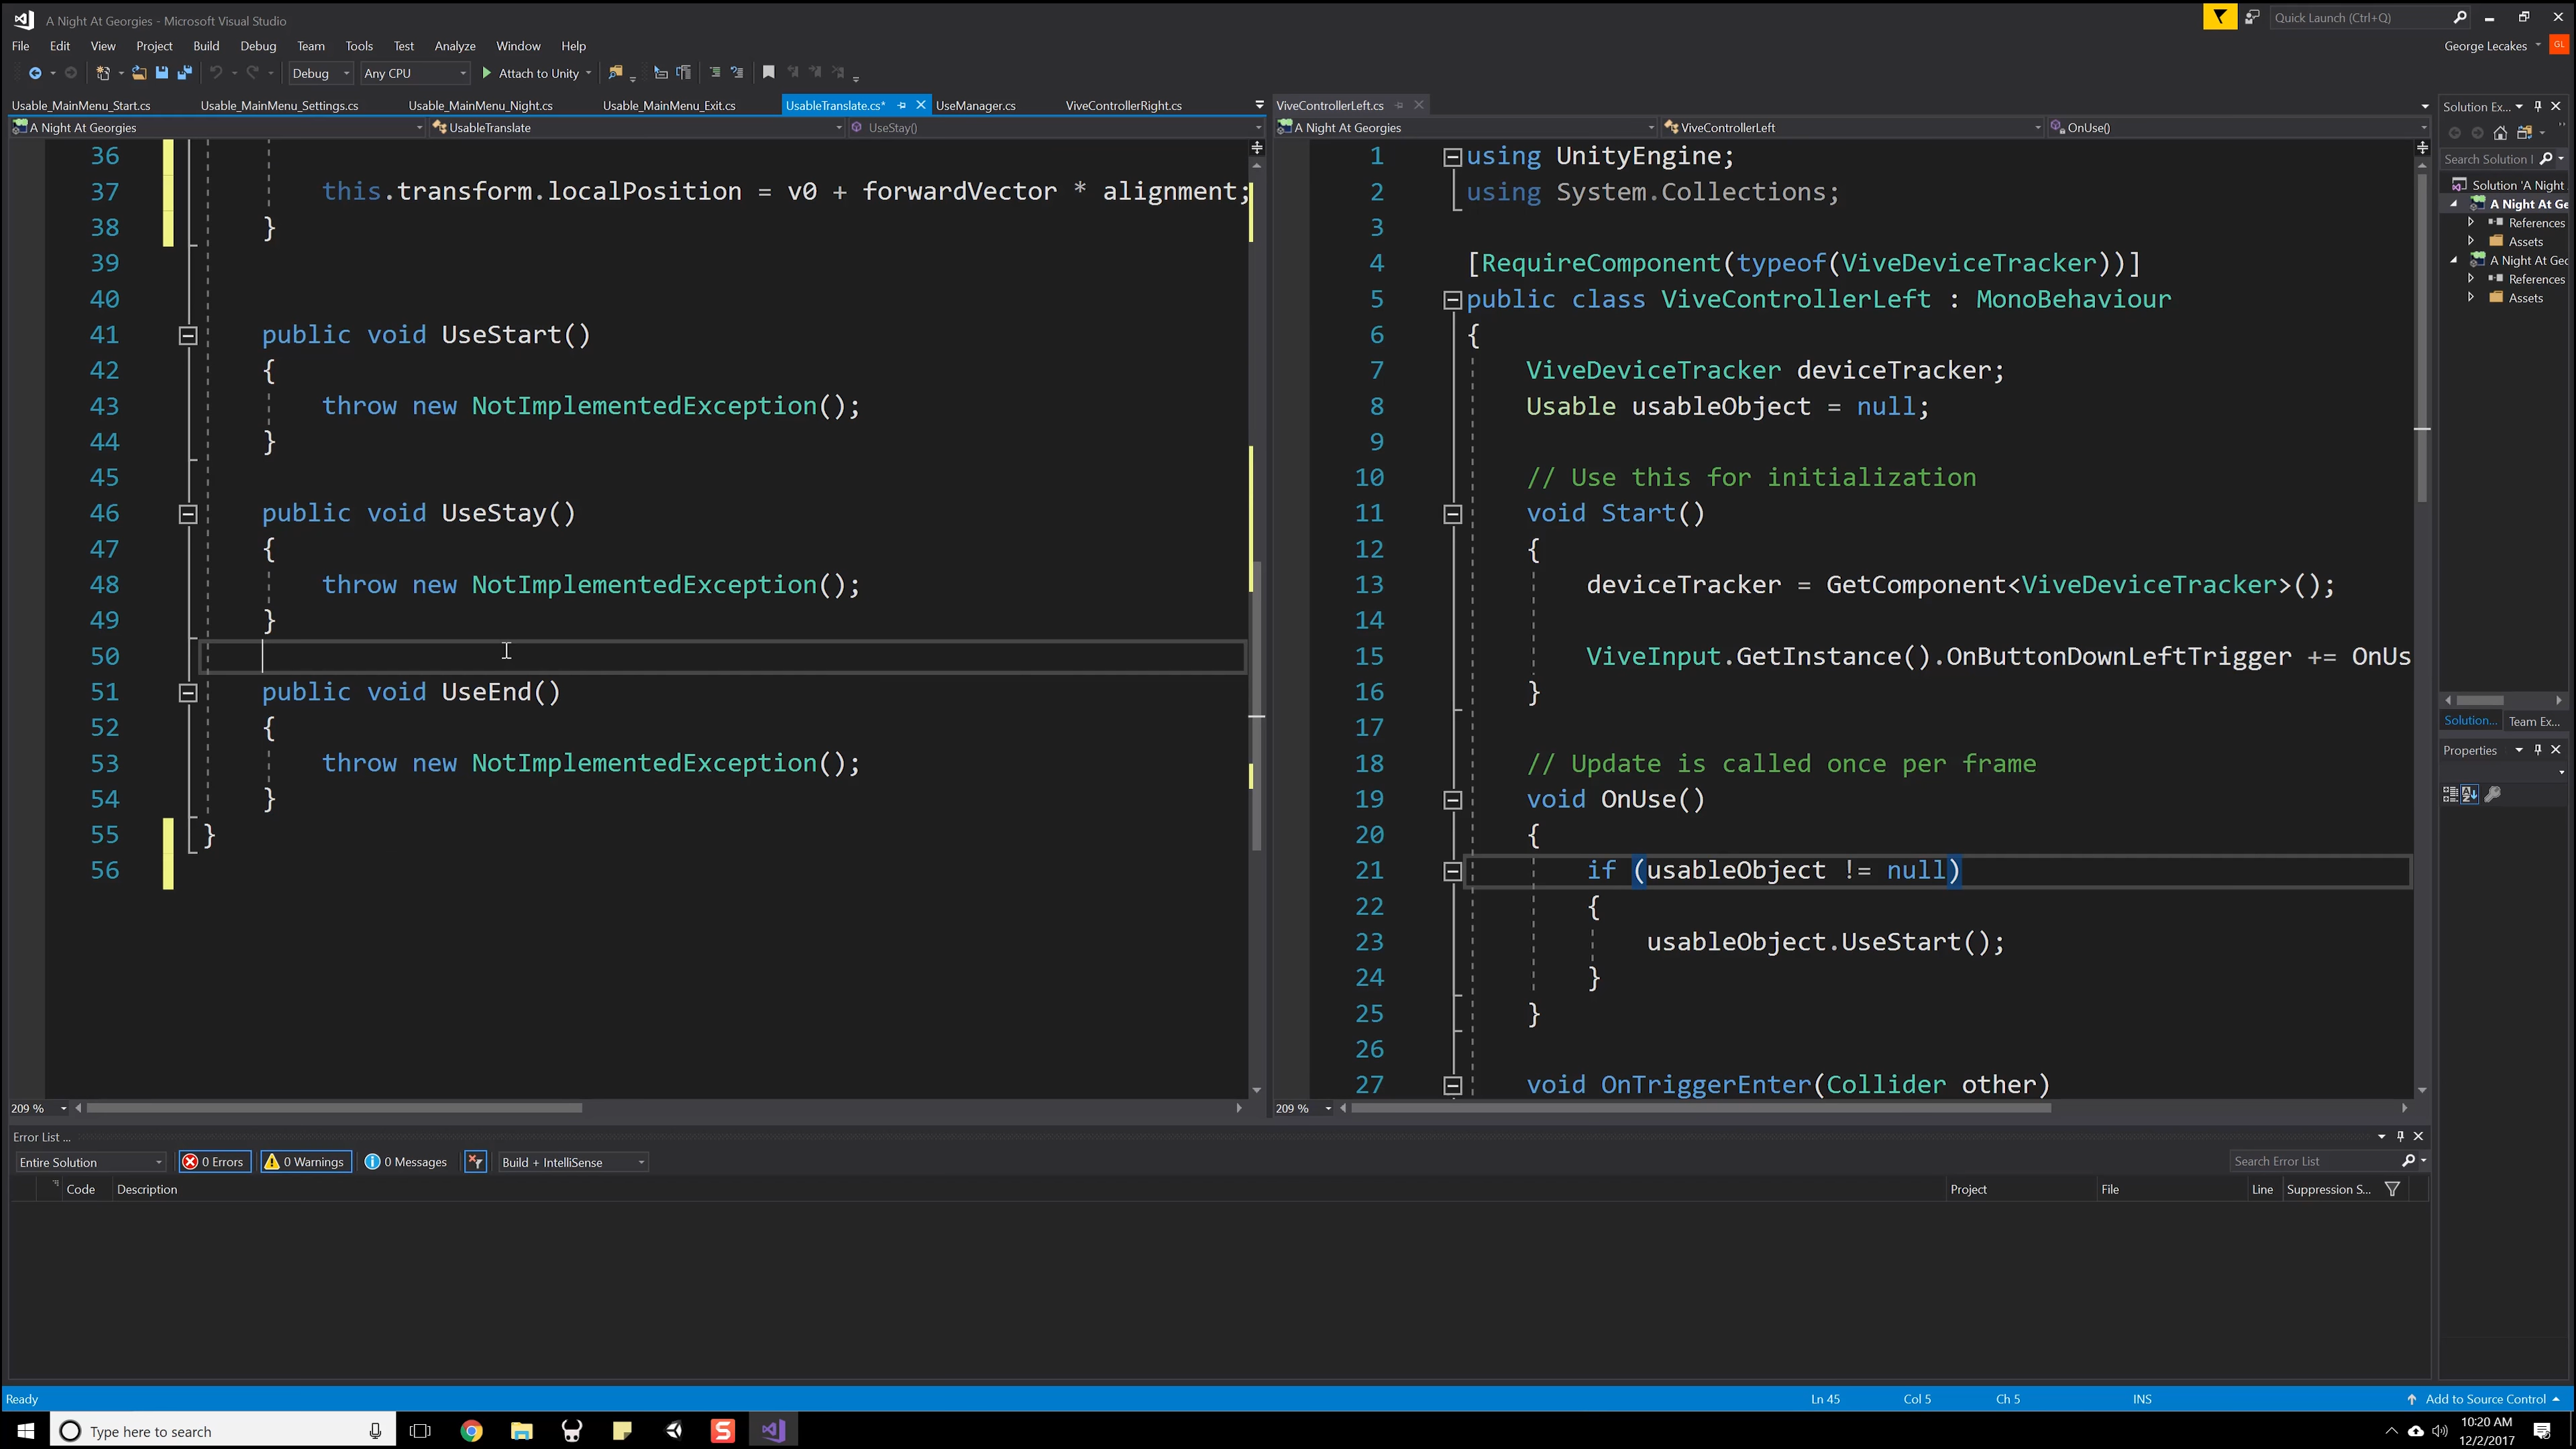 A Night At Georgies - Microsoft Visual Studio
Quick Launch (Ctrl+Q)
File Edit View Project Build Debug Team Tools Test Analyze Window Help
George Lecakes GL
Debug Any CPU Attach to Unity
Usable_MainMenu_Start.cs Usable_MainMenu_Settings.cs Usable_MainMenu_Night.cs Usable_MainMenu_Exit.cs UsableTranslate.cs* UseManager.cs ViveControllerRight.cs
A Night At Georgies UsableTranslate UseStay()
36
37 this.transform.localPosition = v0 + forwardVector * alignment;
38 }
39
40
41 public void UseStart()
42 {
43 throw new NotImplementedException();
44 }
45
46 public void UseStay()
47 {
48 throw new NotImplementedException();
49 }
50
51 public void UseEnd()
52 {
53 throw new NotImplementedException();
54 }
55 }
56
209 %
ViveControllerLeft.cs
A Night At Georgies ViveControllerLeft OnUse()
1 using UnityEngine;
2 using System.Collections;
3
4 [RequireComponent(typeof(ViveDeviceTracker))]
5 public class ViveControllerLeft : MonoBehaviour
6 {
7 ViveDeviceTracker deviceTracker;
8 Usable usableObject = null;
9
10 // Use this for initialization
11 void Start()
12 {
13 deviceTracker = GetComponent<ViveDeviceTracker>();
14
15 ViveInput.GetInstance().OnButtonDownLeftTrigger += OnUs
16 }
17
18 // Update is called once per frame
19 void OnUse()
20 {
21 if (usableObject != null)
22 {
23 usableObject.UseStart();
24 }
25 }
26
27 void OnTriggerEnter(Collider other)
209 %
Solution Ex...
Search Solution
Solution 'A Night
A Night At Ge
References
Assets
A Night At Geo
References
Assets
Solution... Team Ex...
Properties
Error List ...
Entire Solution 0 Errors 0 Warnings 0 Messages Build + IntelliSense Search Error List
Code Description Project File Line Suppression S...
Ready Ln 45 Col 5 Ch 5 INS Add to Source Control
Type here to search
10:20 AM
12/2/2017